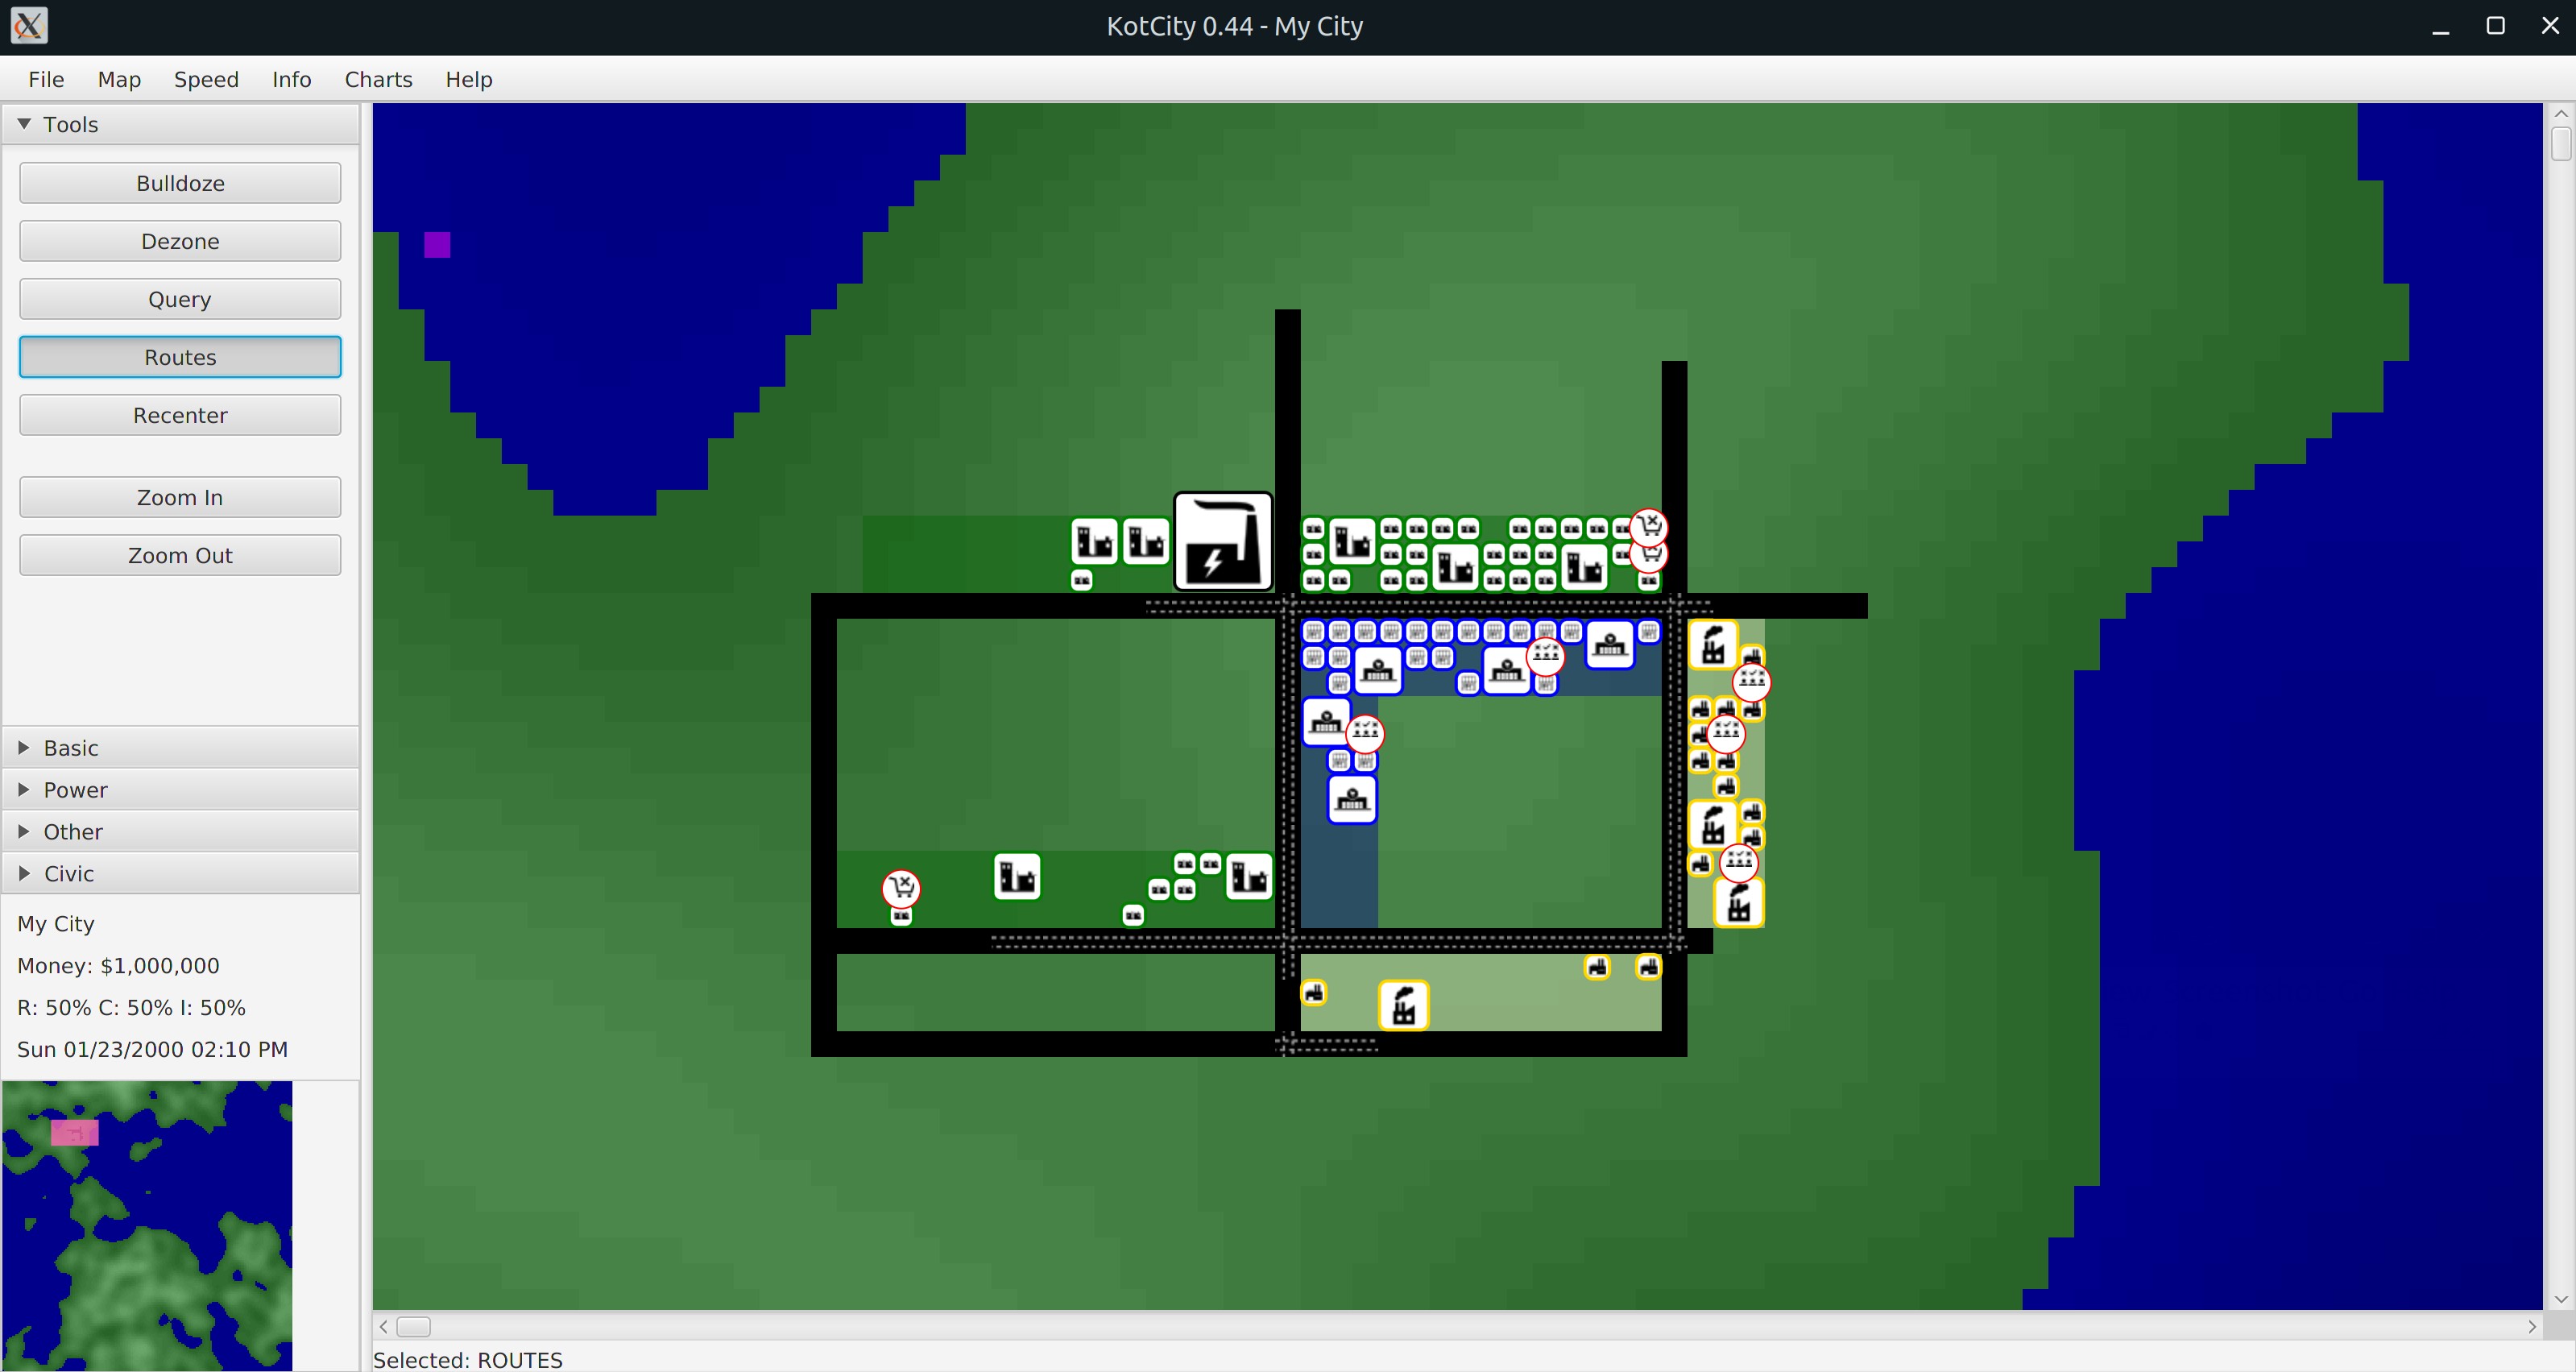 KotCity 0.44 - My City
File Map Speed Info Charts Help
Tools
Bulldoze
Dezone
Query
Routes
Recenter
Zoom In
Zoom Out
Basic
Power
Other
Civic
My City
Money: $1,000,000
R: 50% C: 50% I: 50%
Sun 01/23/2000 02:10 PM
Selected: ROUTES